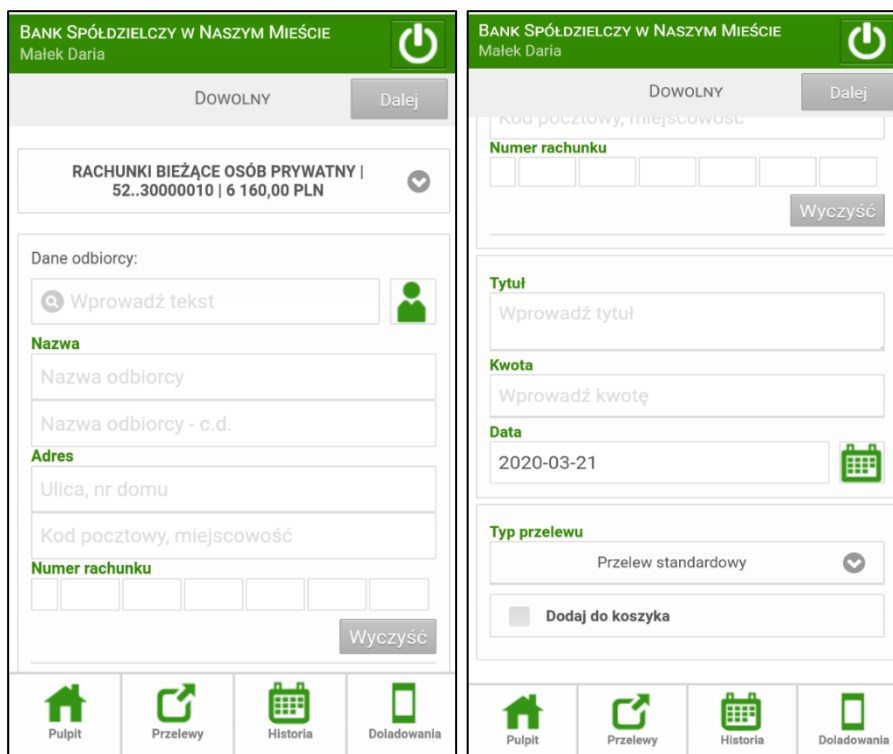 BANK SPÓŁDZIELCZY W NASZYM MIEŚCIE
Małek Daria
DOWOLNY
Dalej
RACHUNKI BIEŻĄCE OSÓB PRYWATNY |
52..30000010 | 6 160,00 PLN
Dane odbiorcy:
Wprowadź tekst
Nazwa
Nazwa odbiorcy
Nazwa odbiorcy - c.d.
Adres
Ulica, nr domu
Kod pocztowy, miejscowość
Numer rachunku
Wyczyść
Pulpit
Przelewy
Historia
Doladowania
BANK SPÓŁDZIELCZY W NASZYM MIEŚCIE
Małek Daria
DOWOLNY
Dalej
Kod pocztowy, miejscowość
Numer rachunku
Wyczyść
Tytuł
Wprowadź tytuł
Kwota
Wprowadź kwotę
Data
2020-03-21
Typ przelewu
Przelew standardowy
Dodaj do koszyka
Pulpit
Przelewy
Historia
Doladowania